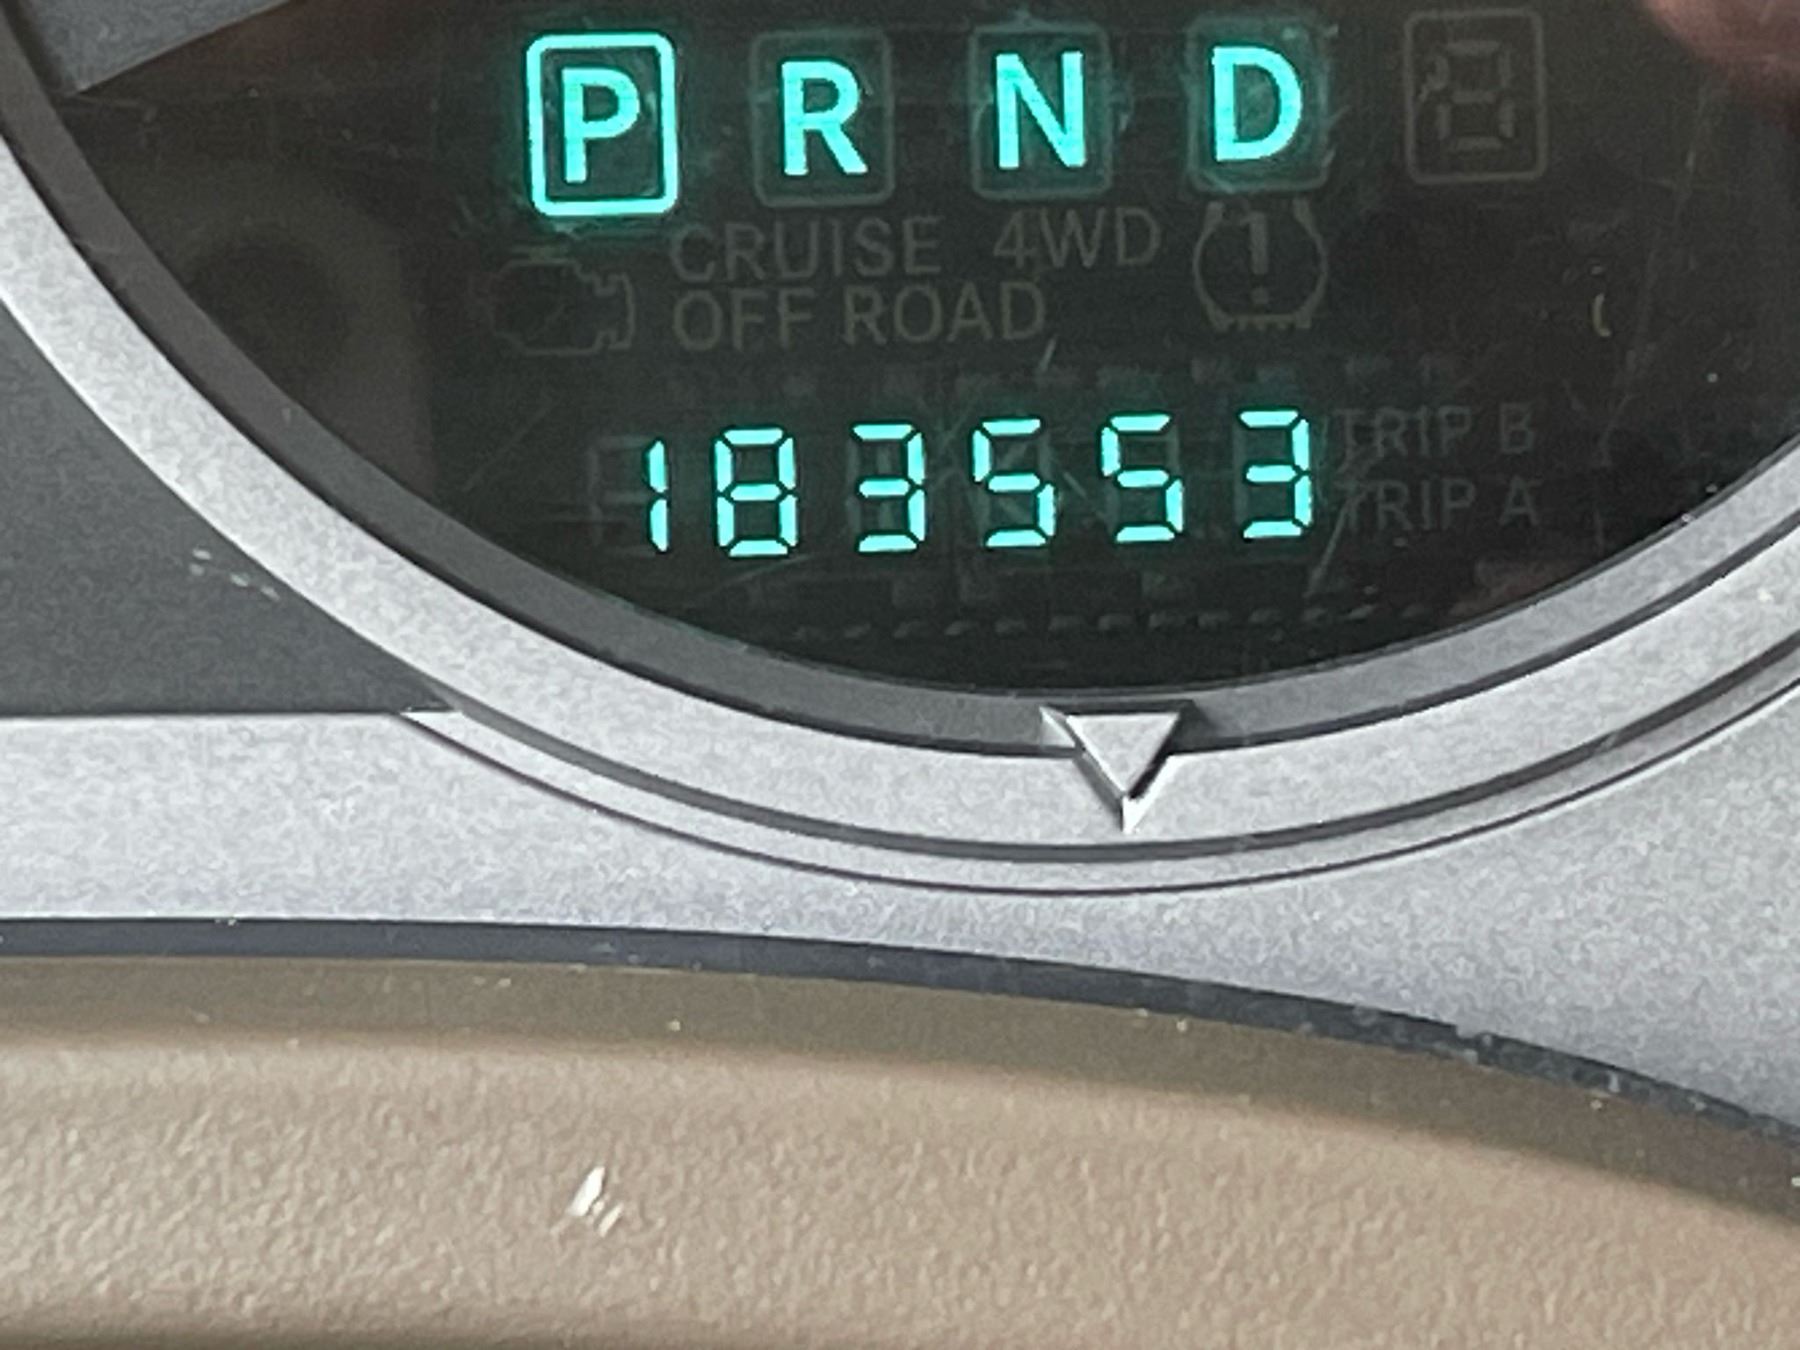 P R N D
CRUISE 4WD
OFF ROAD
183553
TRIP B
TRIP A